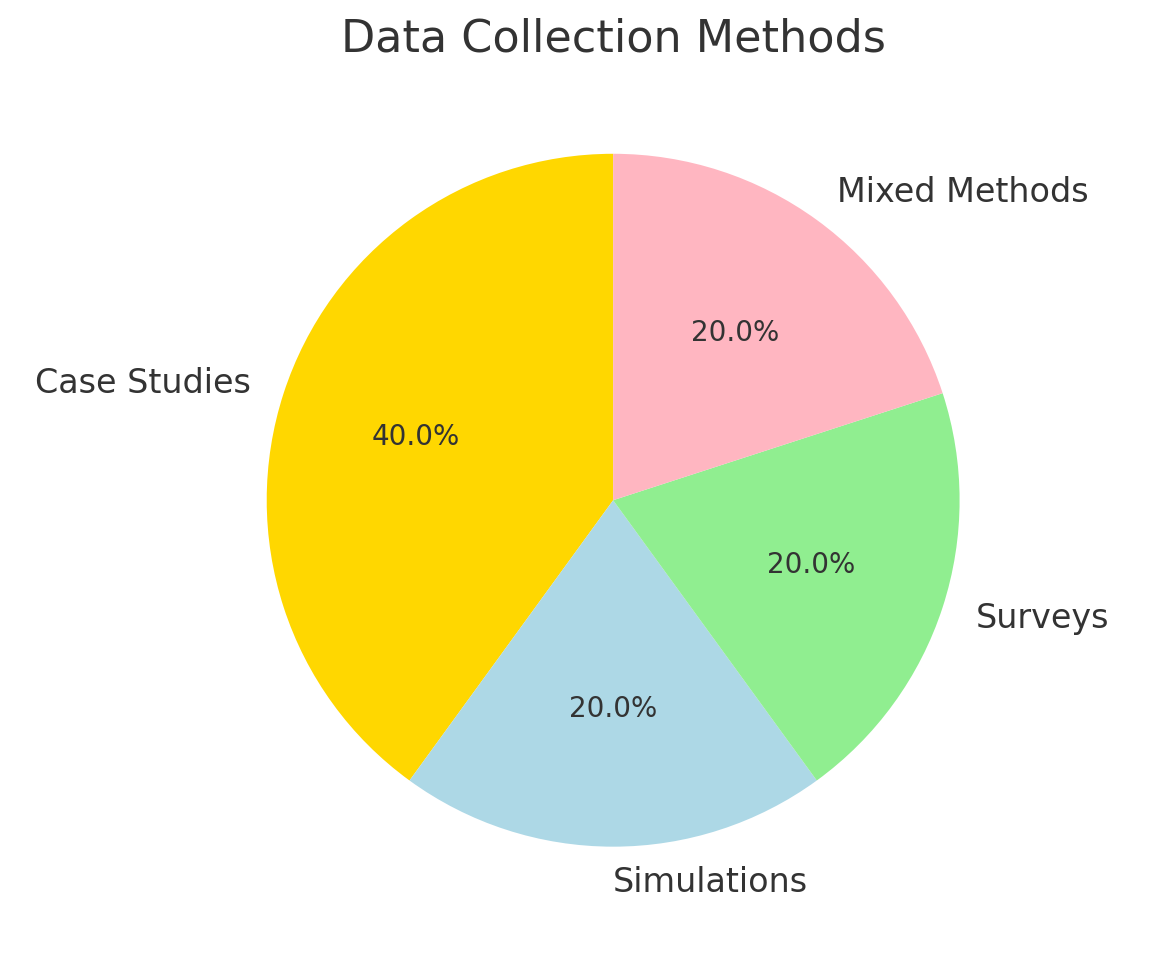 Data Collection Methods
Mixed Methods
20.0%
Case Studies
40.0%
20.0%
Surveys
20.0%
Simulations